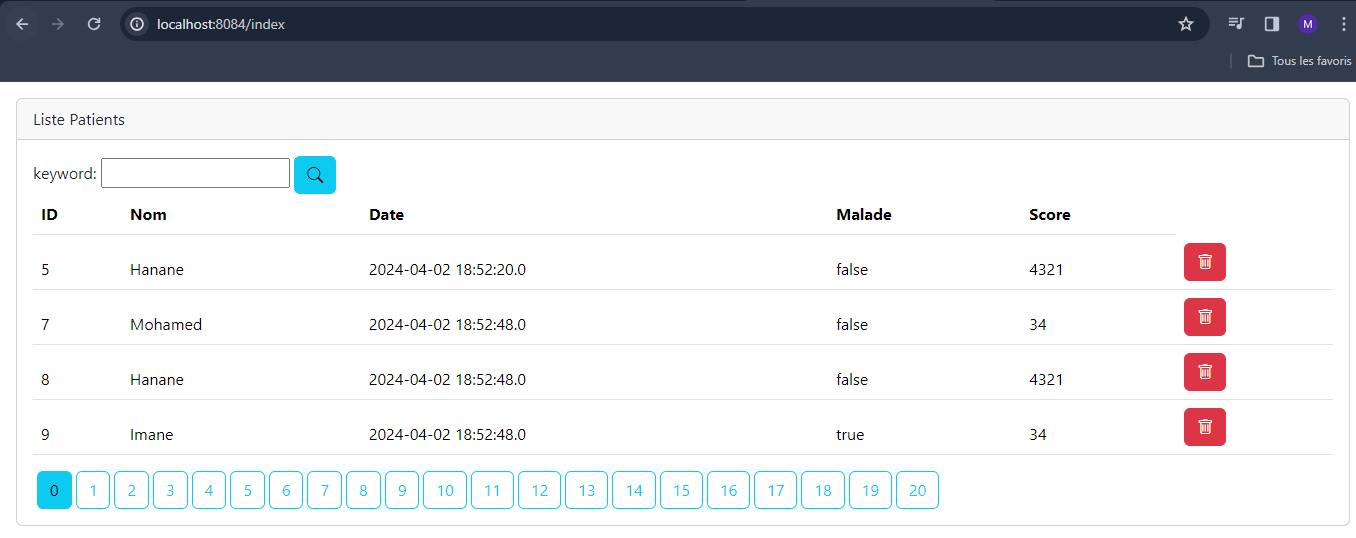 localhost:8084/index
M
Tous les favoris
Liste Patients
keyword:
ID Nom Date Malade Score
5 Hanane 2024-04-02 18:52:20.0 false 4321
7 Mohamed 2024-04-02 18:52:48.0 false 34
8 Hanane 2024-04-02 18:52:48.0 false 4321
9 Imane 2024-04-02 18:52:48.0 true 34
0 1 2 3 4 5 6 7 8 9 10 11 12 13 14 15 16 17 18 19 20